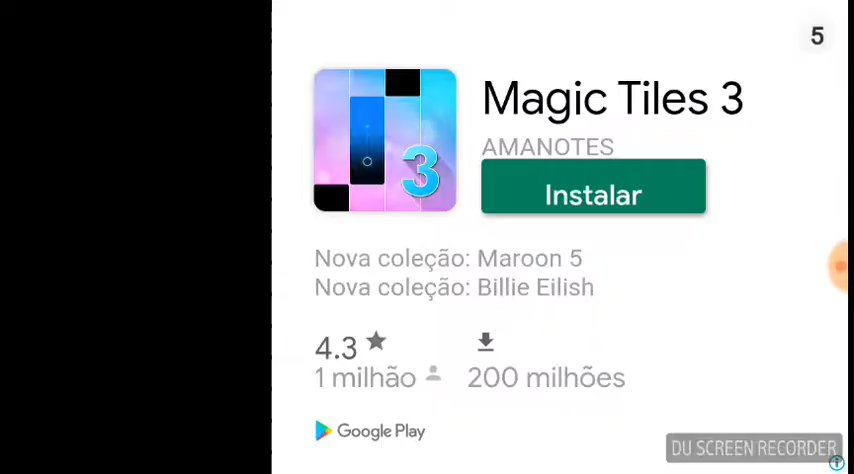 5
Magic Tiles 3
AMANOTES
3
Instalar
Nova coleção: Maroon 5
Nova coleção: Billie Eilish
4.3
1 milhão 200 milhões
Google Play
DU SCREEN RECORDER